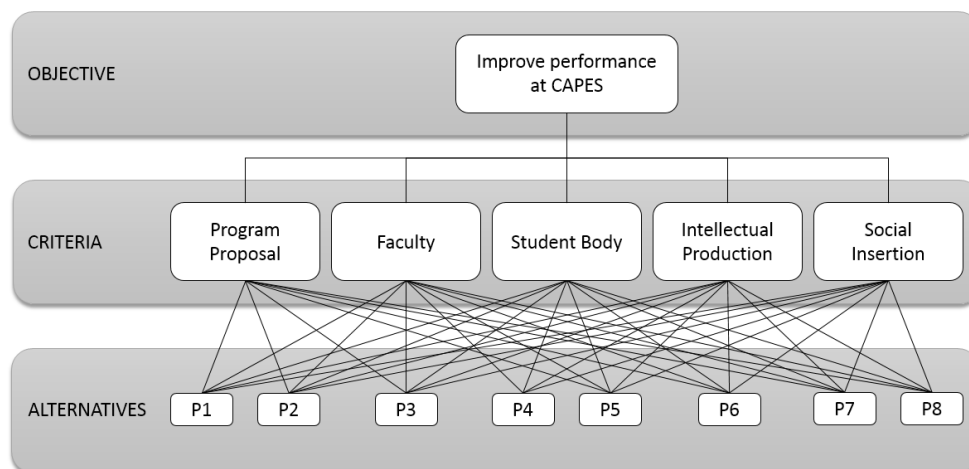 OBJECTIVE
Improve performance
at CAPES
CRITERIA
Program
Proposal
Faculty
Student Body
Intellectual
Production
Social
Insertion
ALTERNATIVES
P1
P2
P3
P4
P5
P6
P7
P8